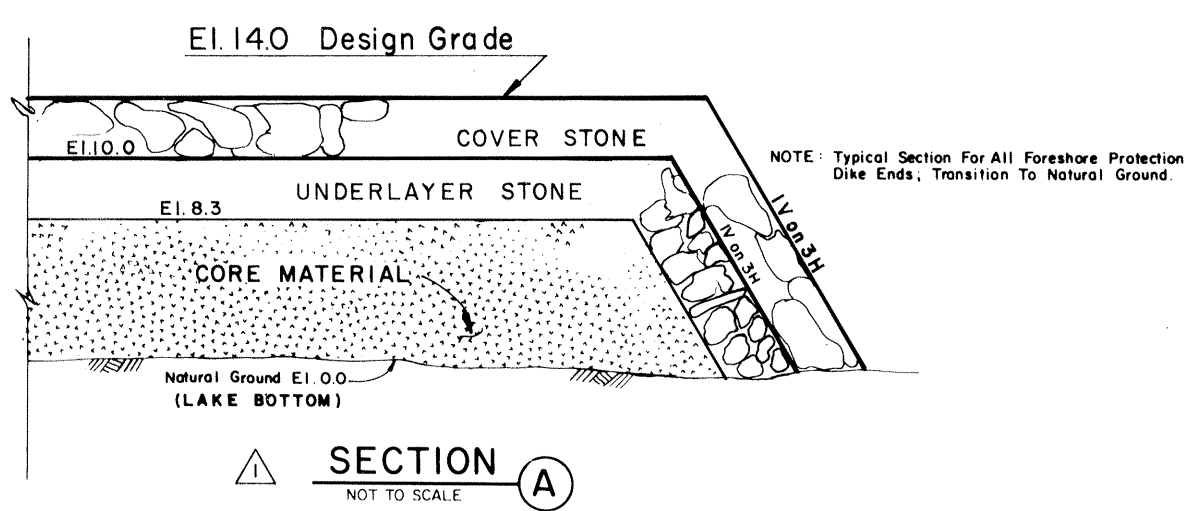 El. 14.0 Design Grade
El. 10.0
COVER STONE
NOTE: Typical Section For All Foreshore Protection
Dike Ends; Transition To Natural Ground.
UNDERLAYER STONE
El. 8.3
1V on 3H
1V on 3H
CORE MATERIAL
Natural Ground El. 0.0
(LAKE BOTTOM)
1
SECTION
A
NOT TO SCALE